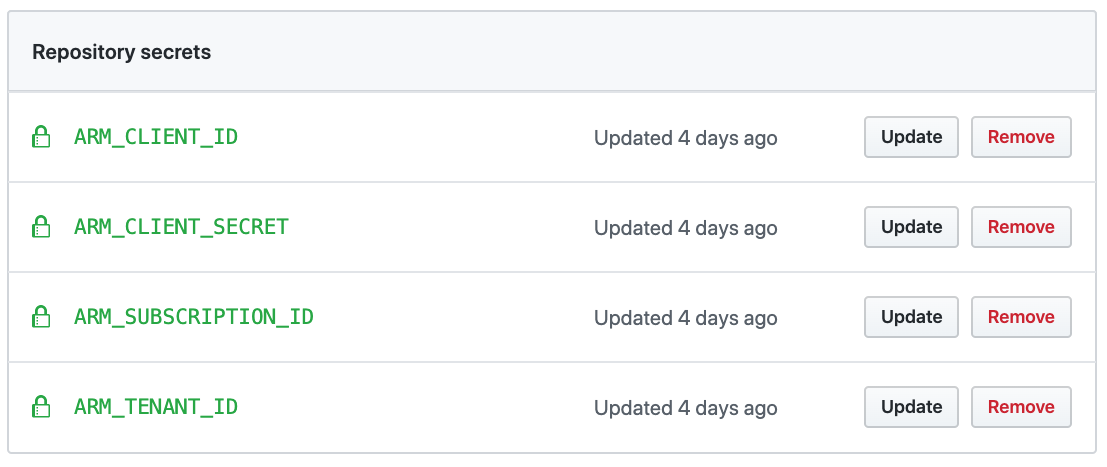 Repository secrets
ARM_CLIENT_ID Updated 4 days ago Update Remove
ARM_CLIENT_SECRET Updated 4 days ago Update Remove
ARM_SUBSCRIPTION_ID Updated 4 days ago Update Remove
ARM_TENANT_ID Updated 4 days ago Update Remove